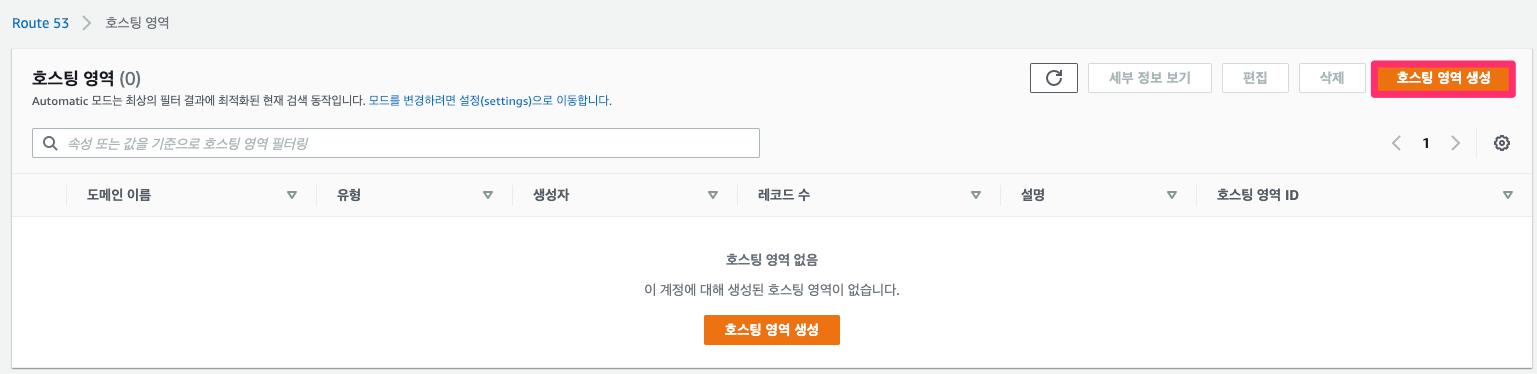 Route 53 > 호스팅 영역
호스팅 영역 (0)
세부 정보 보기 편집 삭제 호스팅 영역 생성
Automatic 모드는 최상의 필터 결과에 최적화된 현재 검색 동작입니다. 모드를 변경하려면 설정(settings)으로 이동합니다.
속성 또는 값을 기준으로 호스팅 영역 필터링
1
도메인 이름 유형 생성자 레코드 수 설명 호스팅 영역 ID
호스팅 영역 없음
이 계정에 대해 생성된 호스팅 영역이 없습니다.
호스팅 영역 생성